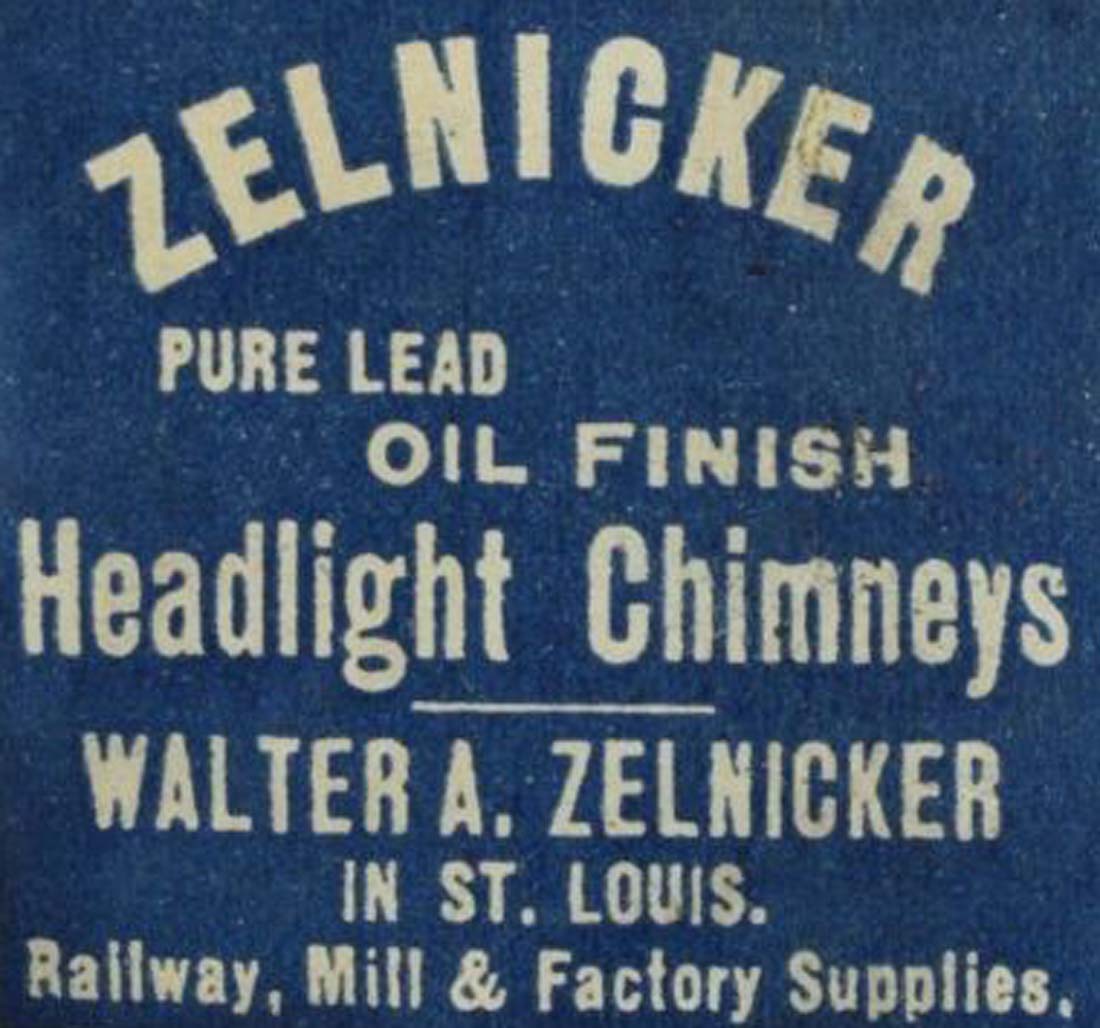 ZELNICKER
PURE LEAD
OIL FINISH
Headlight Chimneys
WALTER A. ZELNICKER
IN ST. LOUIS.
Railway, Mill & Factory Supplies.